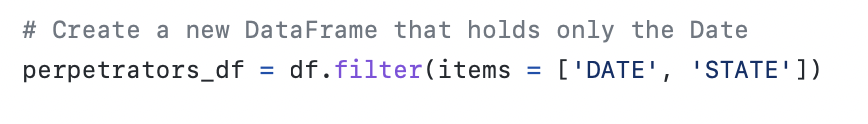 # Create a new DataFrame that holds only the Date
perpetrators_df = df.filter(items = ['DATE', 'STATE'])